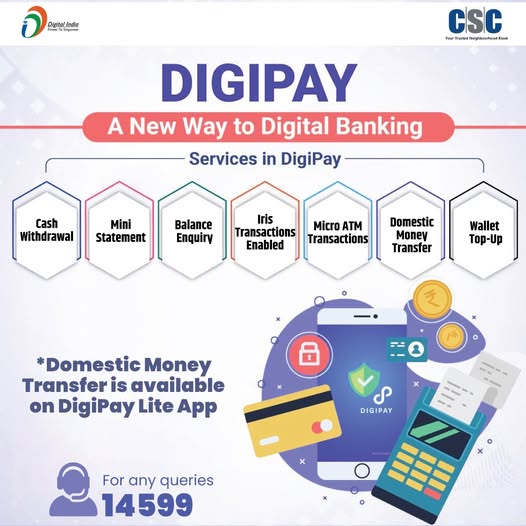 Digital India
Power To Empower
CSC
Your Trusted Neighbourhood Kiosk
DIGIPAY
A New Way to Digital Banking
Services in DigiPay
Cash
Withdrawal
Mini
Statement
Balance
Enquiry
Iris
Transactions
Enabled
Micro ATM
Transactions
Domestic
Money
Transfer
Wallet
Top-Up
*Domestic Money
Transfer is available
on DigiPay Lite App
DIGIPAY
₹
₹
For any queries
14599